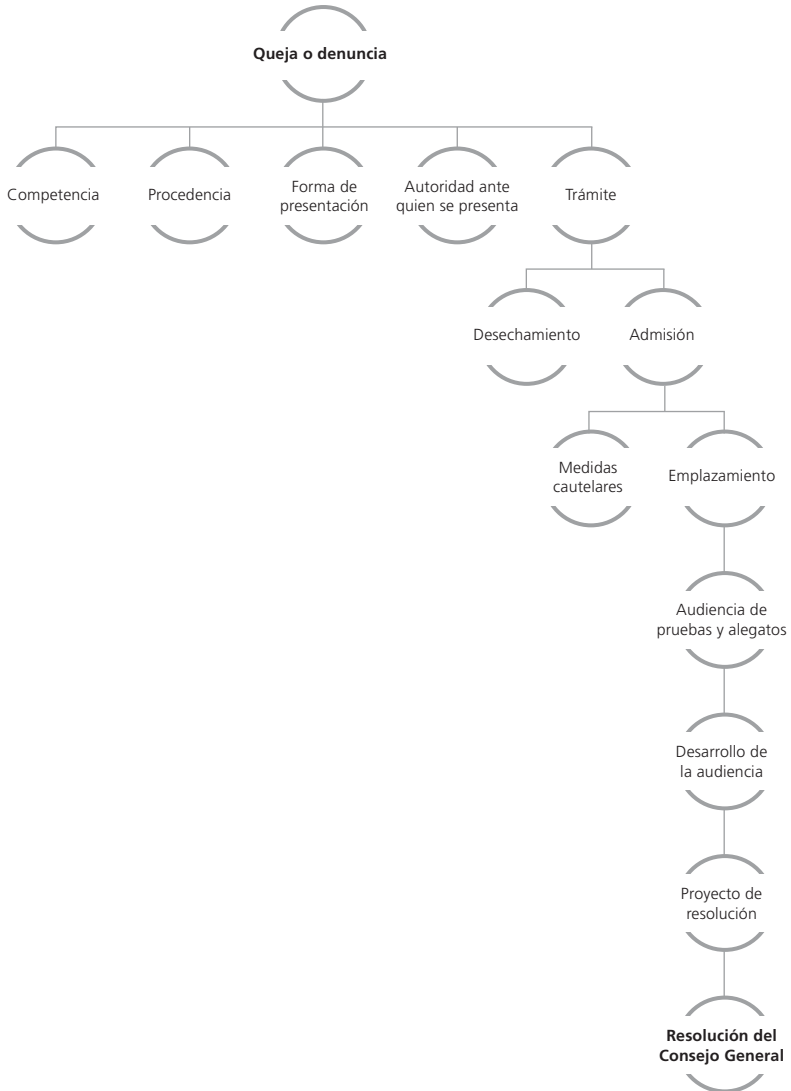 Queja o denuncia
Competencia
Procedencia
Forma de
presentación
Autoridad ante
quien se presenta
Trámite
Desechamiento
Admisión
Medidas
cautelares
Emplazamiento
Audiencia de
pruebas y alegatos
Desarrollo de
la audiencia
Proyecto de
resolución
Resolución del
Consejo General